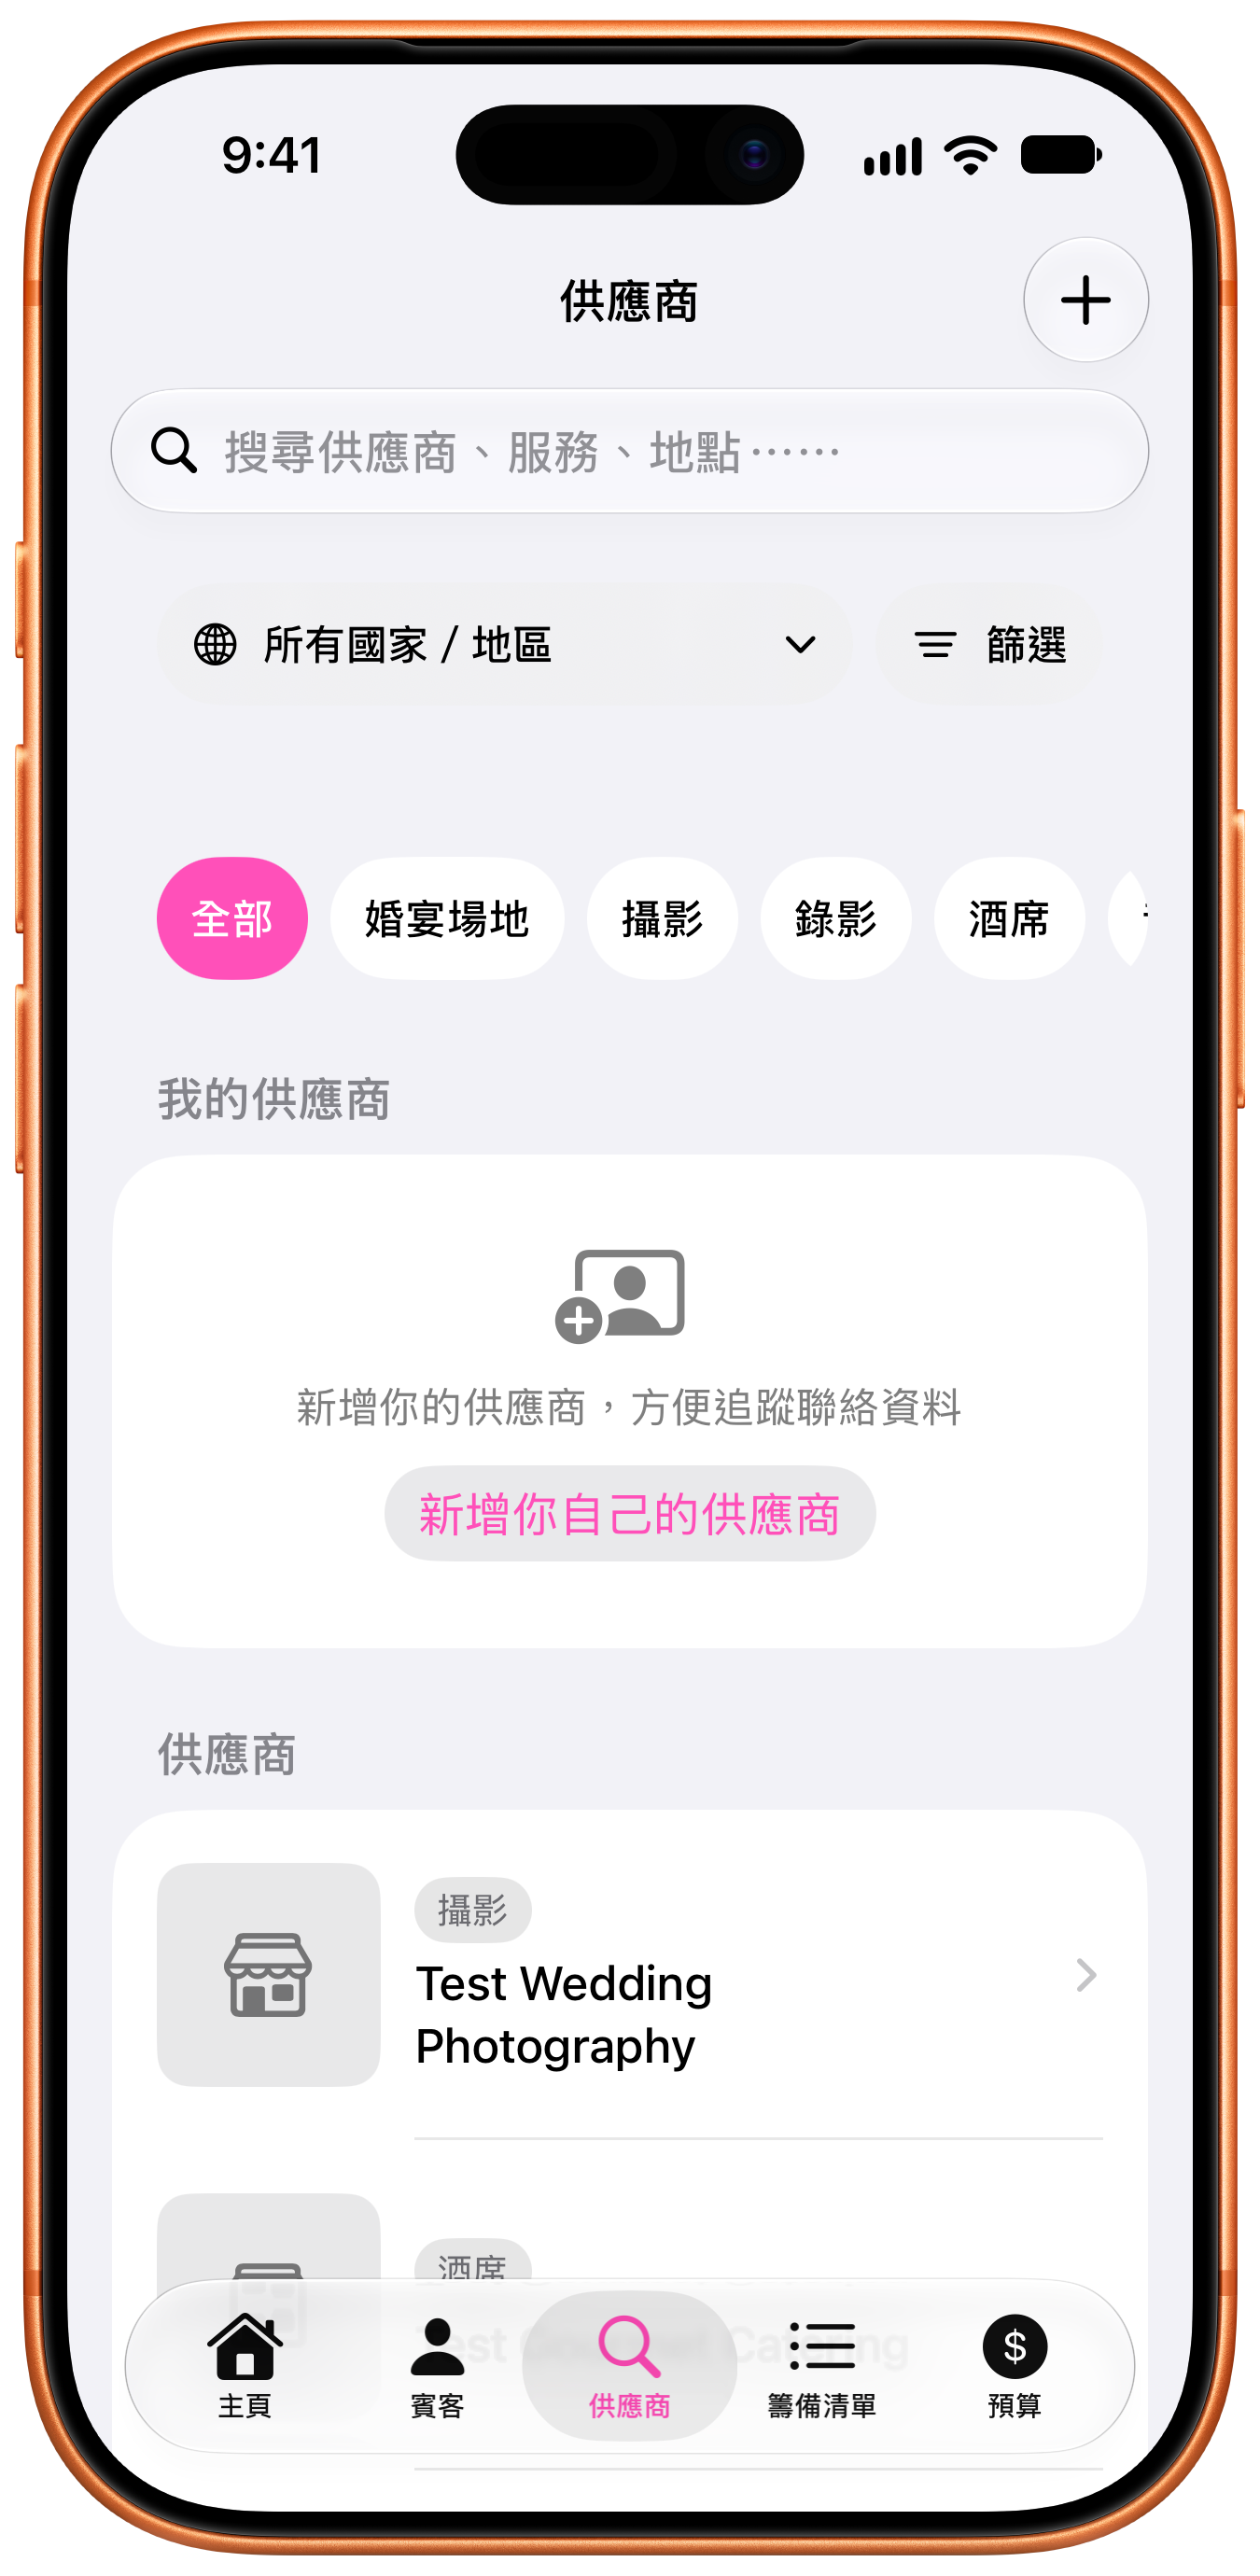 9:41
供應商
搜尋供應商、服務、地點⋯⋯
所有國家 / 地區
篩選
全部
婚宴場地
攝影
錄影
酒席
我的供應商
新增你的供應商，方便追蹤聯絡資料
新增你自己的供應商
供應商
攝影
Test Wedding
Photography
酒席
主頁
賓客
供應商
籌備清單
預算